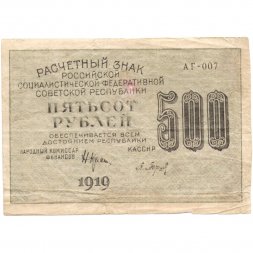 РАСЧЕТНЫЙ ЗНАК
РОССИЙСКОЙ
СОЦИАЛИСТИЧЕСКОЙ ФЕДЕРАТИВНОЙ
СОВЕТСКОЙ РЕСПУБЛИКИ
АГ-007
ПЯТЬСОТ
РУБЛЕЙ
500
ОБЕСПЕЧИВАЕТСЯ ВСЕМ
ДОСТОЯНИЕМ РЕСПУБЛИКИ
НАРОДНЫЙ КОМИССАР
ФИНАНСОВ
КАССИР
1919